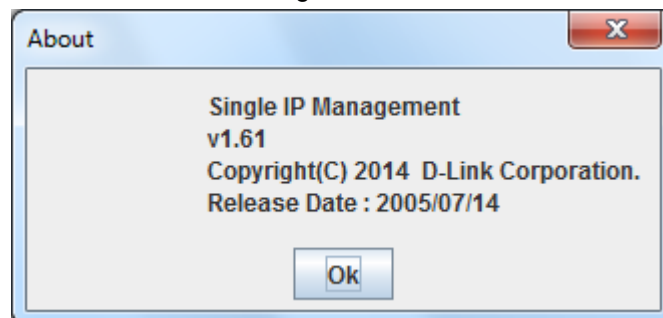 About
Single IP Management
v1.61
Copyright(C) 2014  D-Link Corporation.
Release Date : 2005/07/14
Ok